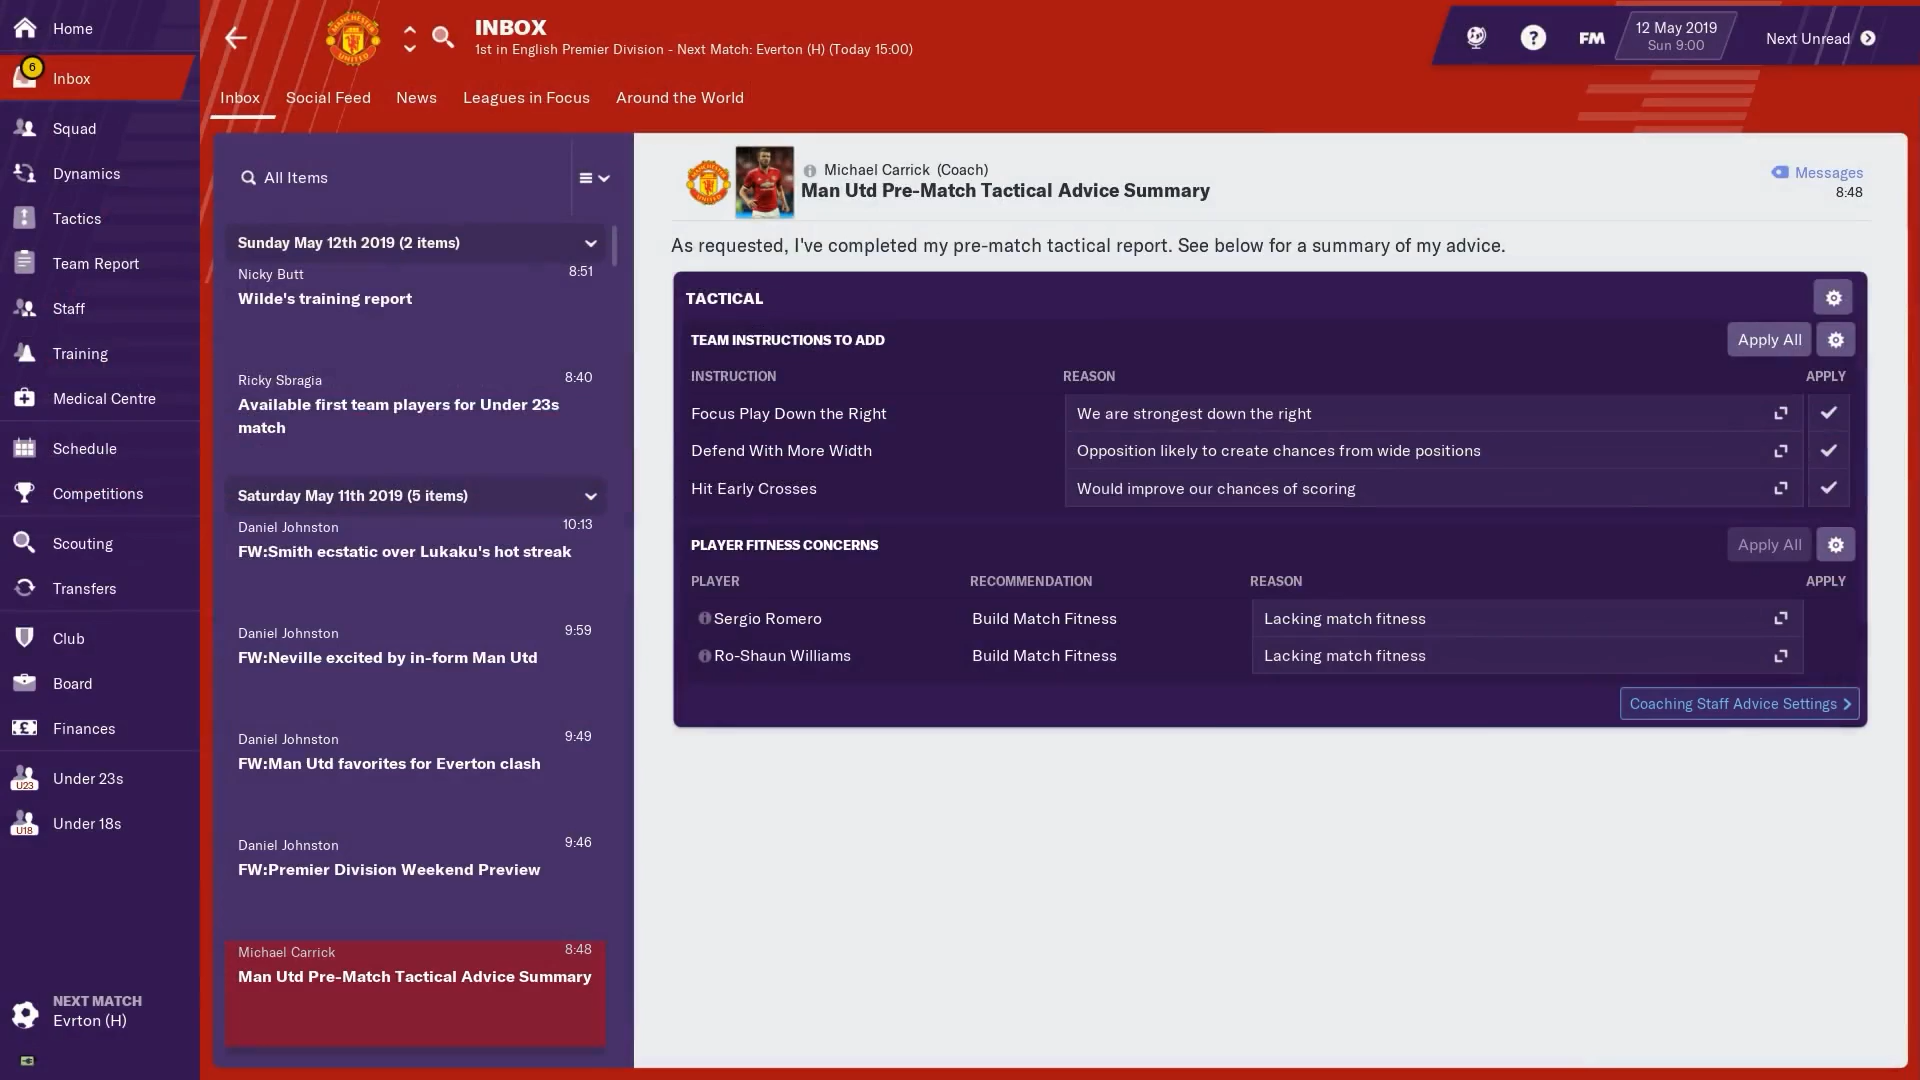 Home
6
Inbox
Squad
Dynamics
Tactics
Team Report
Staff
Training
Medical Centre
Schedule
Competitions
Scouting
Transfers
Club
Board
Finances
U23
Under 23s
U18
Under 18s
NEXT MATCH
Evrton (H)
INBOX
1st in English Premier Division - Next Match: Everton (H) (Today 15:00)
FM
12 May 2019
Sun 9:00
Next Unread
Inbox Social Feed News Leagues in Focus Around the World
All Items
Sunday May 12th 2019 (2 items)
Nicky Butt 8:51
Wilde's training report
Ricky Sbragia 8:40
Available first team players for Under 23s
match
Saturday May 11th 2019 (5 items)
Daniel Johnston 10:13
FW:Smith ecstatic over Lukaku's hot streak
Daniel Johnston 9:59
FW:Neville excited by in-form Man Utd
Daniel Johnston 9:49
FW:Man Utd favorites for Everton clash
Daniel Johnston 9:46
FW:Premier Division Weekend Preview
Michael Carrick 8:48
Man Utd Pre-Match Tactical Advice Summary
Michael Carrick (Coach)
Man Utd Pre-Match Tactical Advice Summary
Messages
8:48
As requested, I've completed my pre-match tactical report. See below for a summary of my advice.
TACTICAL
TEAM INSTRUCTIONS TO ADD Apply All
INSTRUCTION REASON APPLY
Focus Play Down the Right We are strongest down the right
Defend With More Width Opposition likely to create chances from wide positions
Hit Early Crosses Would improve our chances of scoring
PLAYER FITNESS CONCERNS Apply All
PLAYER RECOMMENDATION REASON APPLY
Sergio Romero Build Match Fitness Lacking match fitness
Ro-Shaun Williams Build Match Fitness Lacking match fitness
Coaching Staff Advice Settings